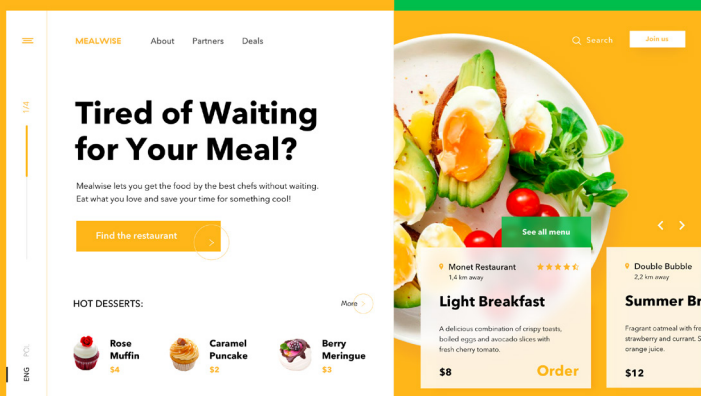 MEALWISE
About
Partners
Deals
Search
Join us
1/4
Tired of Waiting
for Your Meal?
Mealwise lets you get the food by the best chefs without waiting.
Eat what you love and save your time for something cool!
Find the restaurant
HOT DESSERTS:
More
Rose
Muffin
$4
Caramel
Puncake
$2
Berry
Meringue
$3
PO.
ENG
See all menu
Monet Restaurant
1,4 km away
Light Breakfast
A delicious combination of crispy toasts,
boiled eggs and avocado slices with
fresh cherry tomato.
$8
Order
Double Bubble
2,2 km away
Summer Br
Fragrant oatmeal with fre
strawberry and currant. S
orange juice.
$12